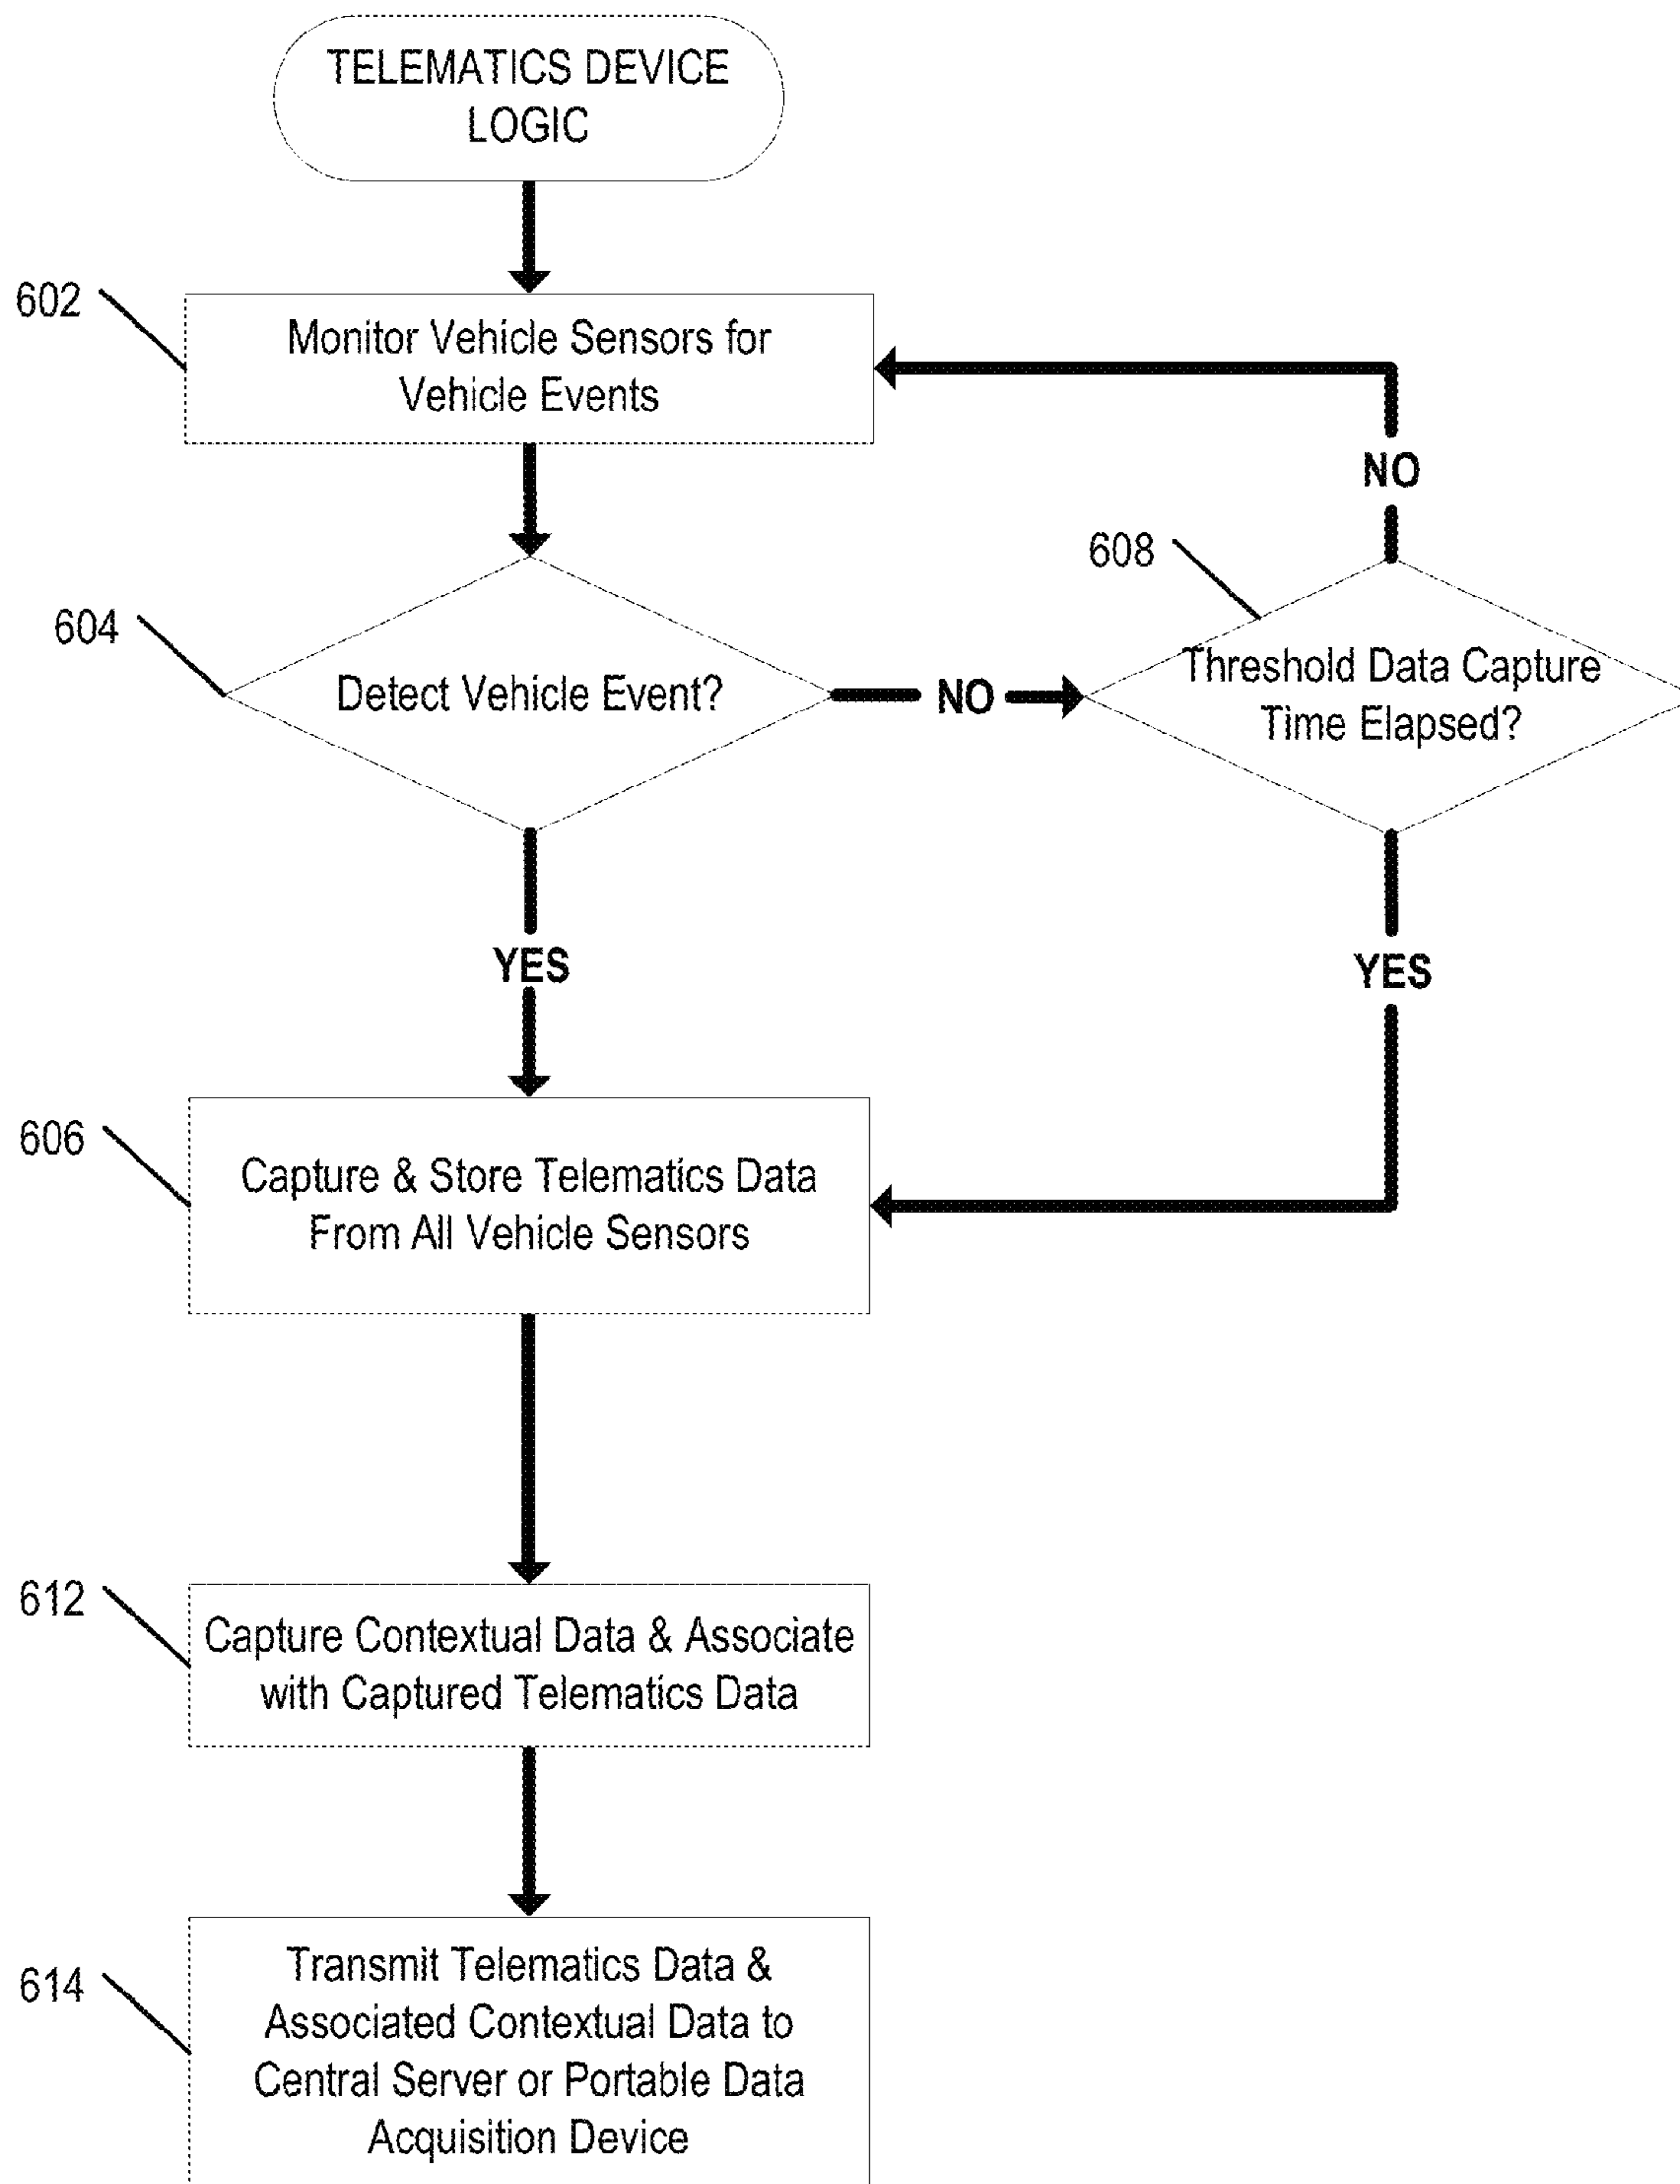 TELEMATICS DEVICE
LOGIC
602
Monitor Vehicle Sensors for
Vehicle Events
NO
608
604
Detect Vehicle Event?
NO
Threshold Data Capture
Time Elapsed?
YES
YES
606
Capture & Store Telematics Data
From All Vehicle Sensors
612
Capture Contextual Data & Associate
with Captured Telematics Data
614
Transmit Telematics Data &
Associated Contextual Data to
Central Server or Portable Data
Acquisition Device